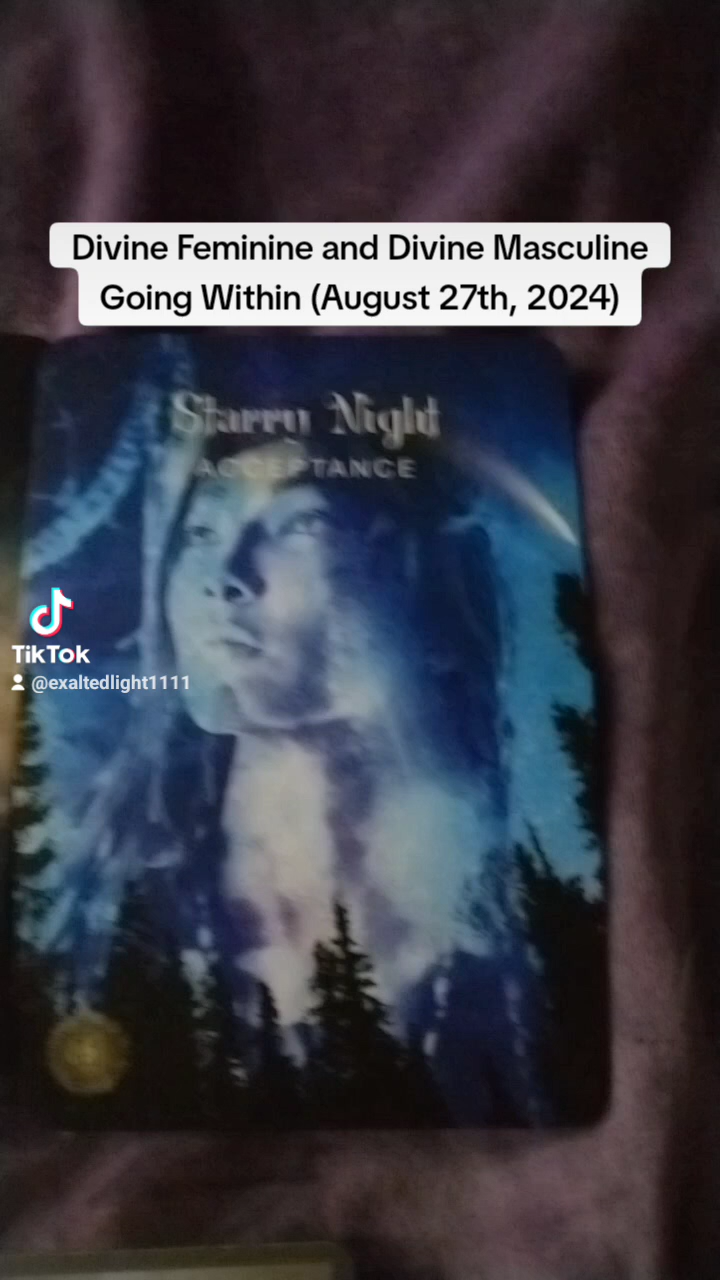 Divine Feminine and Divine Masculine
Going Within (August 27th, 2024)
Starry Night
ACCEPTANCE
TikTok
@exaltedlight1111